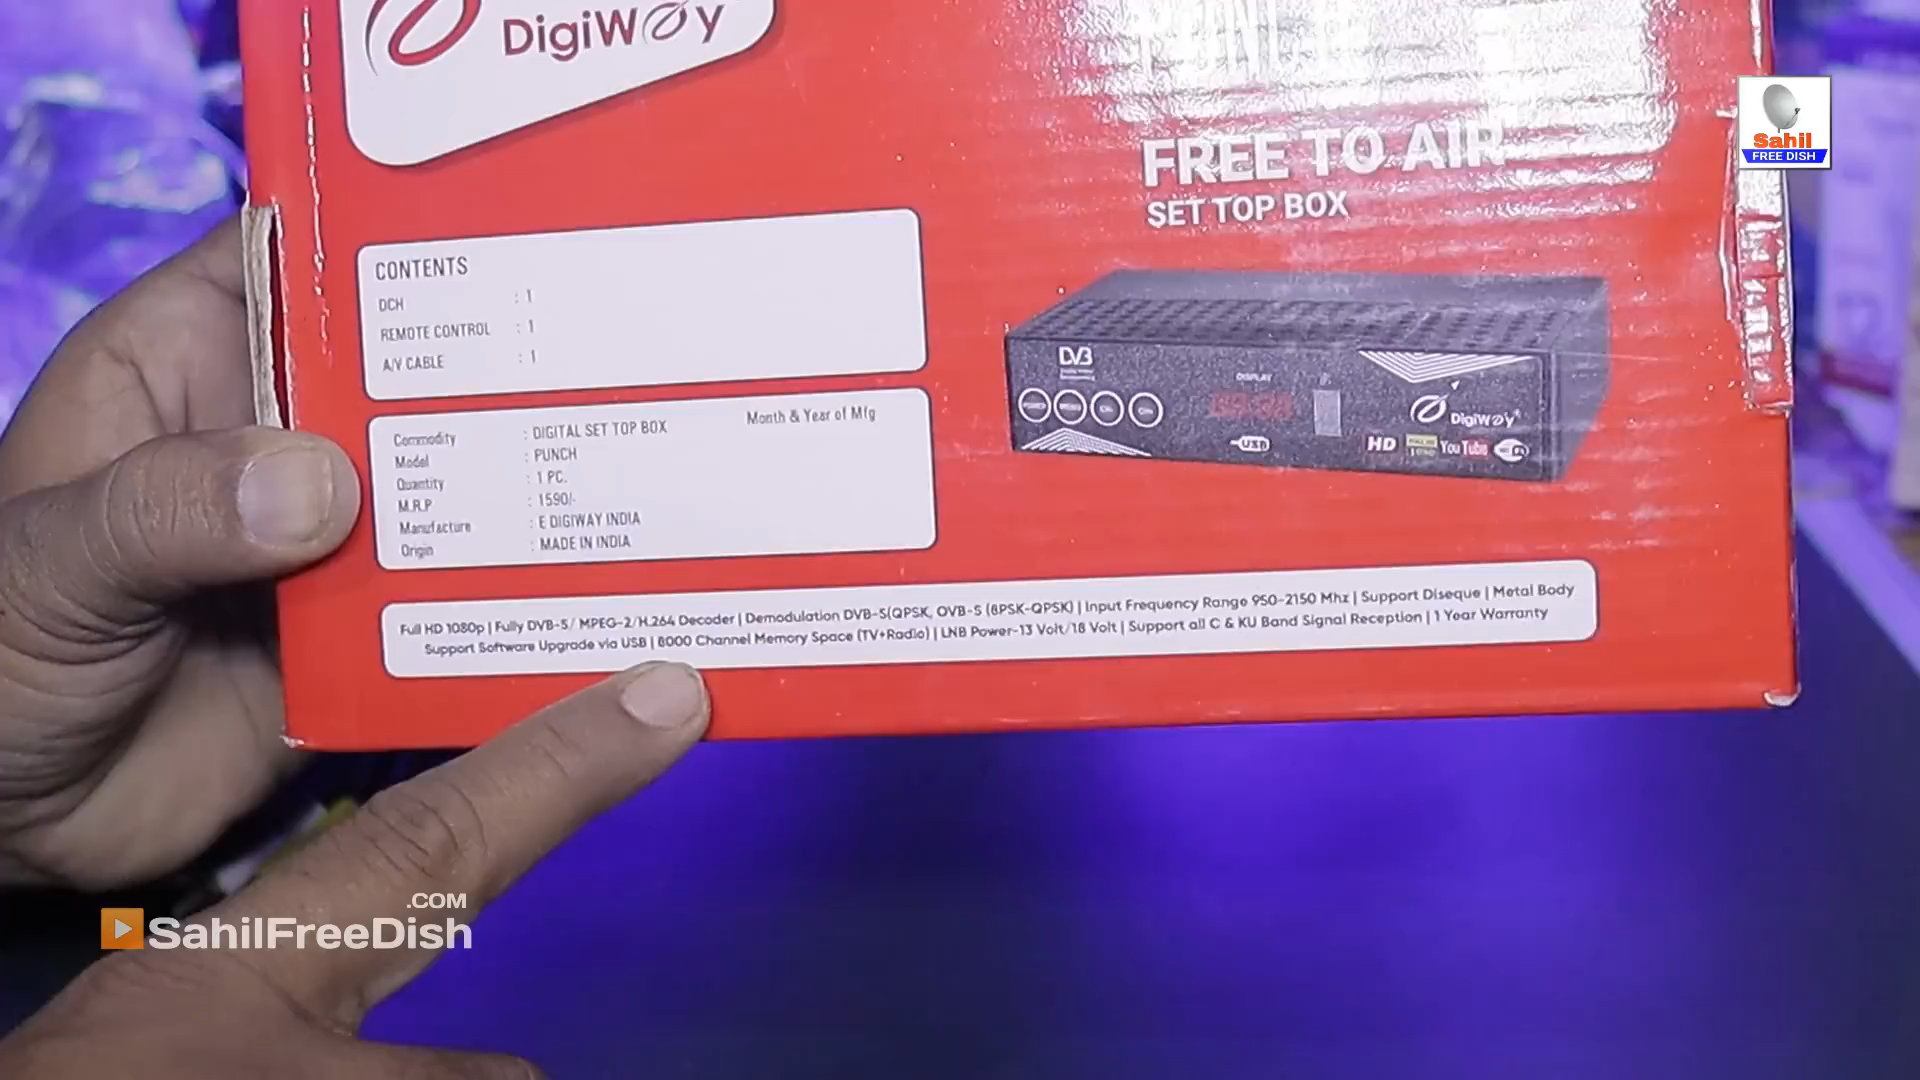 DigiWay
FREE TO AIR
SET TOP BOX
Sahil
FREE DISH
CONTENTS
DCH : 1
REMOTE CONTROL : 1
A/V CABLE : 1
Commodity : DIGITAL SET TOP BOX Month & Year of Mfg
Model : PUNCH
Quantity : 1 PC.
M.R.P : 1590/-
Manufacture : E DIGIWAY INDIA
Origin : MADE IN INDIA
DVB
DISPLAY
USB
DigiWay
HD
YouTube
Full HD 1080p | Fully DVB-S/ MPEG-2/H.264 Decoder | Demodulation DVB-S(QPSK, OVB-S (8PSK-QPSK) | Input Frequency Range 950-2150 Mhz | Support Diseque | Metal Body
Support Software Upgrade via USB | 8000 Channel Memory Space (TV+Radio) | LNB Power-13 Volt/18 Volt | Support all C & KU Band Signal Reception | 1 Year Warranty
.COM
SahilFreeDish